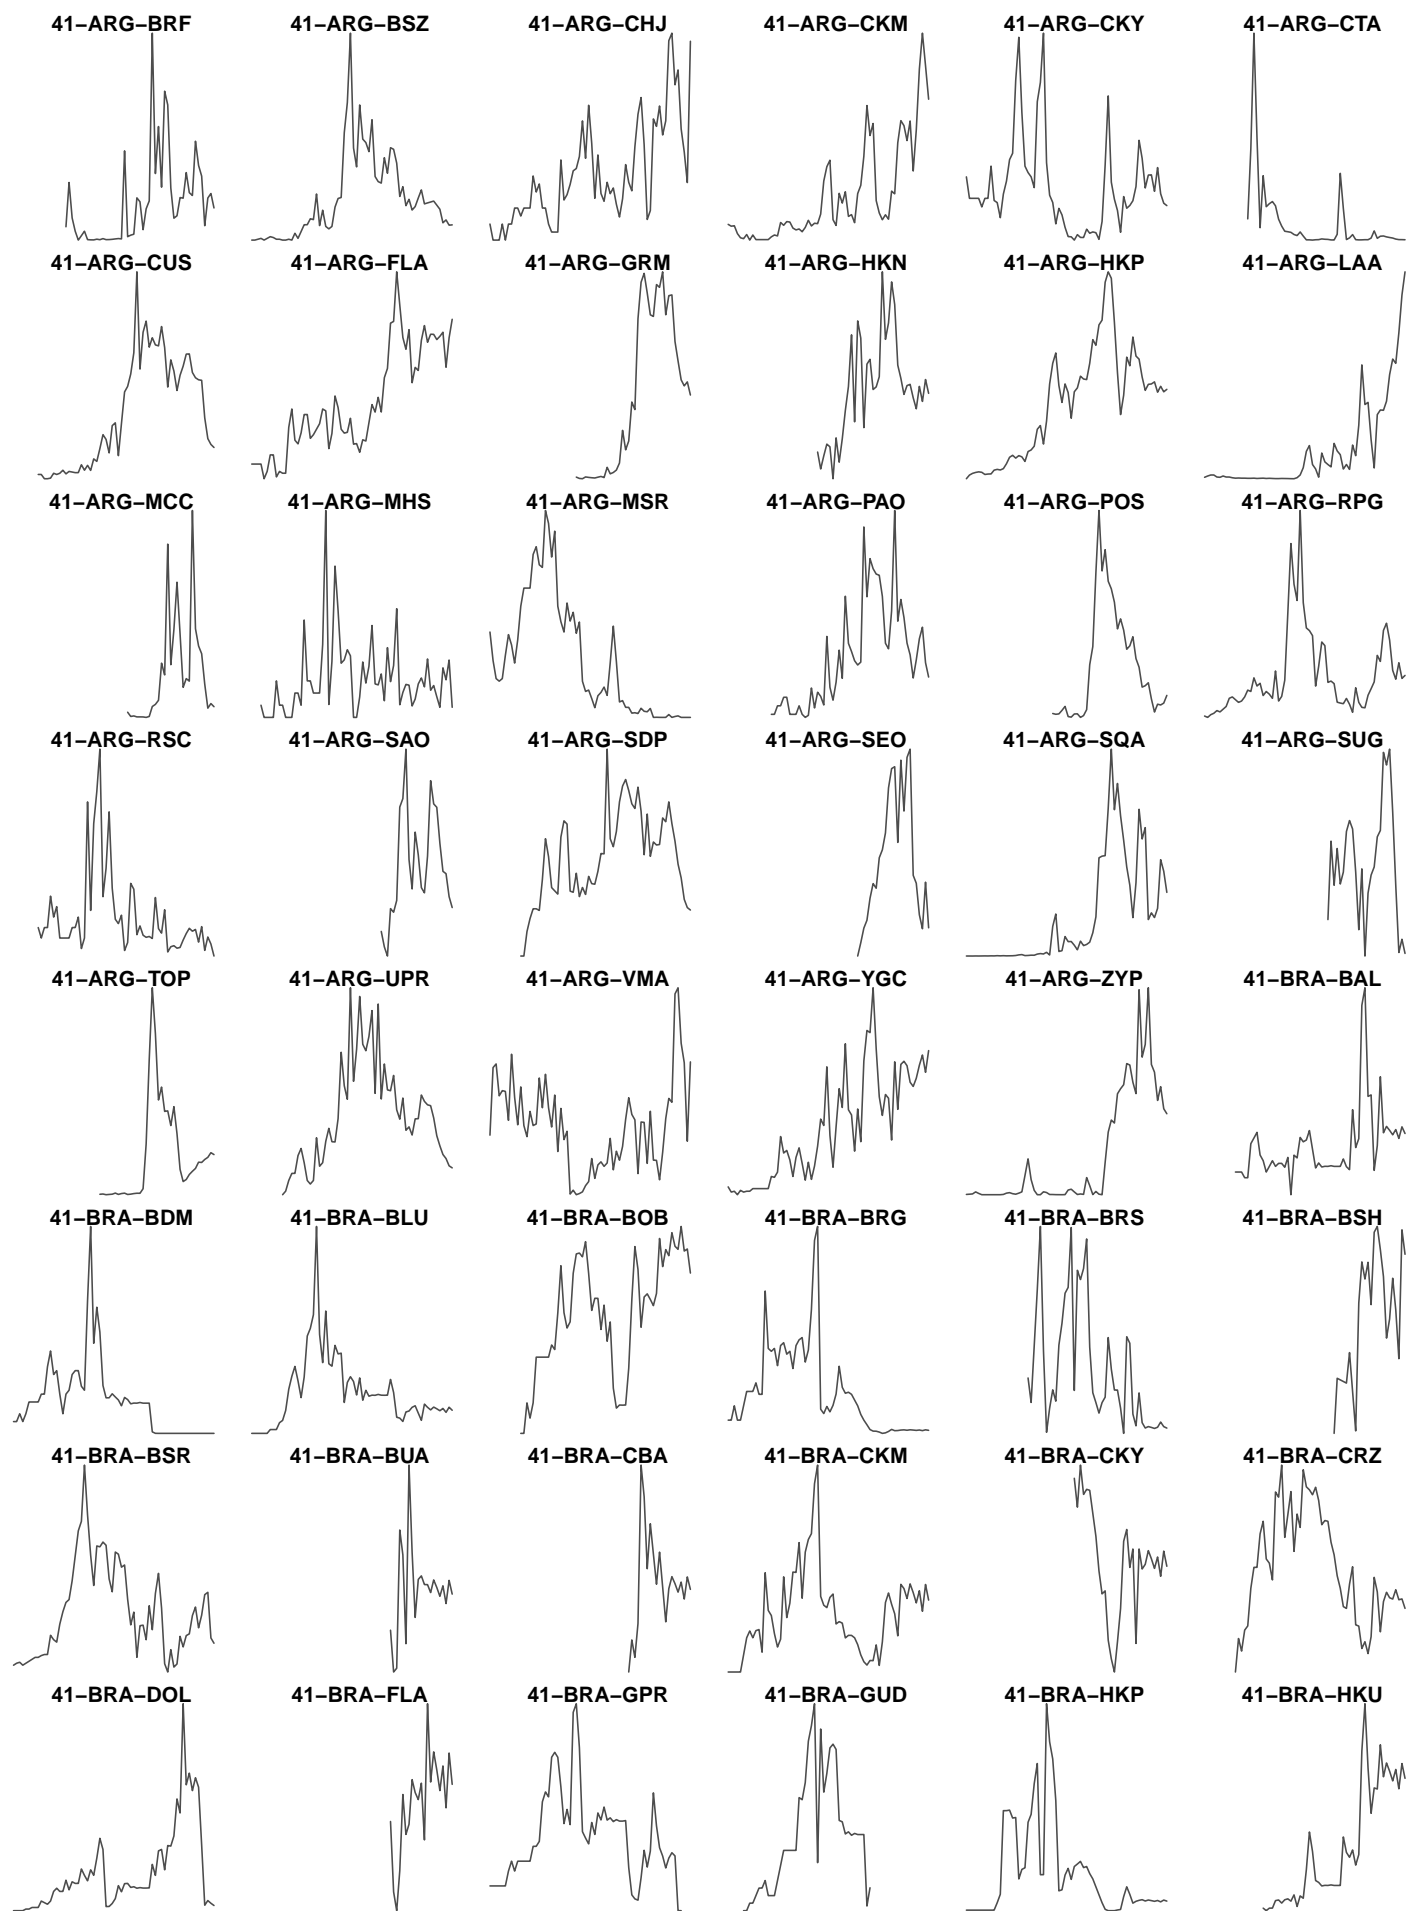 41−ARG−BRF 41−ARG−BSZ 41−ARG−CHJ 41−ARG−CKM 41−ARG−CKY 41−ARG−CTA
41−ARG−CUS 41−ARG−FLA 41−ARG−GRM 41−ARG−HKN 41−ARG−HKP 41−ARG−LAA
41−ARG−MCC 41−ARG−MHS 41−ARG−MSR 41−ARG−PAO 41−ARG−POS 41−ARG−RPG
41−ARG−RSC 41−ARG−SAO 41−ARG−SDP 41−ARG−SEO 41−ARG−SQA 41−ARG−SUG
41−ARG−TOP 41−ARG−UPR 41−ARG−VMA 41−ARG−YGC 41−ARG−ZYP 41−BRA−BAL
41−BRA−BDM 41−BRA−BLU 41−BRA−BOB 41−BRA−BRG 41−BRA−BRS 41−BRA−BSH
41−BRA−BSR 41−BRA−BUA 41−BRA−CBA 41−BRA−CKM 41−BRA−CKY 41−BRA−CRZ
41−BRA−DOL 41−BRA−FLA 41−BRA−GPR 41−BRA−GUD 41−BRA−HKP 41−BRA−HKU